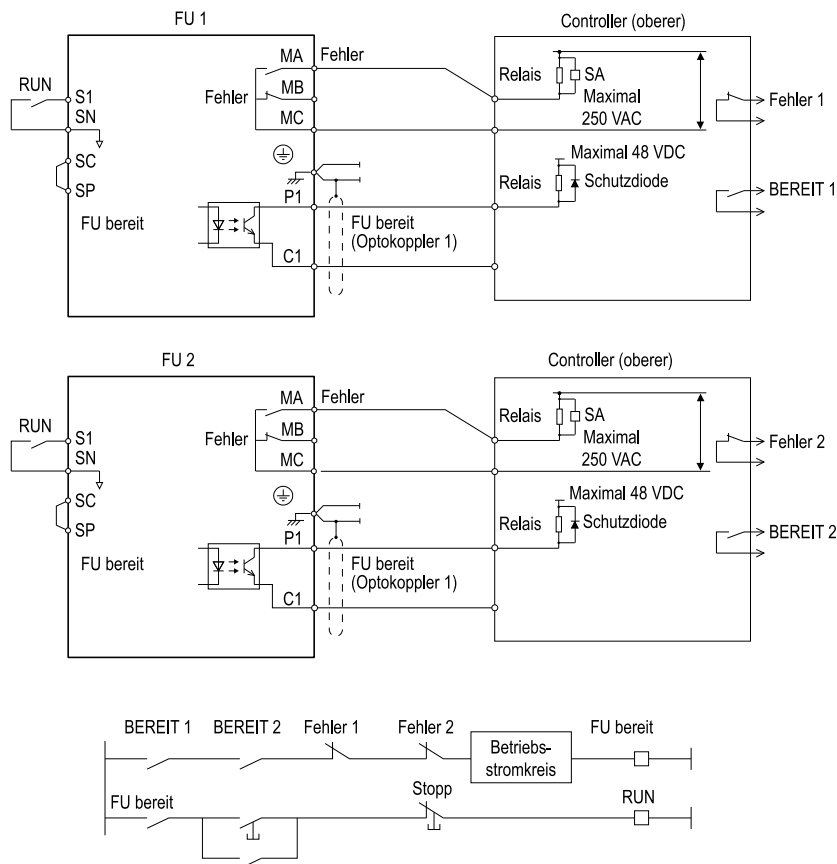 FU 1
Controller (oberer)
MA
Fehler
RUN
S1
SN
SC
SP
Fehler
MB
MC
Relais
SA
Maximal
250 VAC
Fehler 1
Maximal 48 VDC
Relais
Schutzdiode
BEREIT 1
FU bereit
P1
C1
FU bereit
(Optokoppler 1)
FU 2
Controller (oberer)
MA
Fehler
RUN
S1
SN
SC
SP
Fehler
MB
MC
Relais
SA
Maximal
250 VAC
Fehler 2
Maximal 48 VDC
Relais
Schutzdiode
BEREIT 2
FU bereit
P1
C1
FU bereit
(Optokoppler 1)
BEREIT 1
BEREIT 2
Fehler 1
Fehler 2
Betriebs-
stromkreis
FU bereit
FU bereit
Stopp
RUN